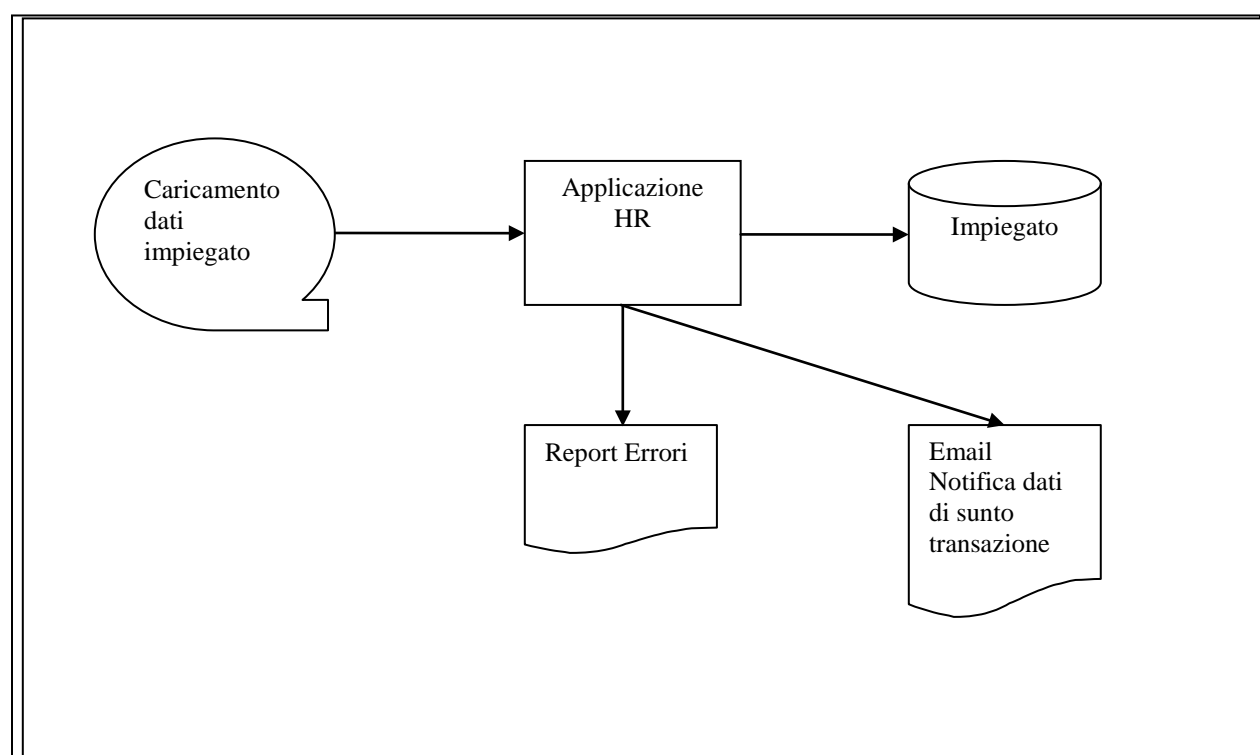 Caricamento
dati
impiegato
Applicazione
HR
Impiegato
Report Errori
Email
Notifica dati
di sunto
transazione